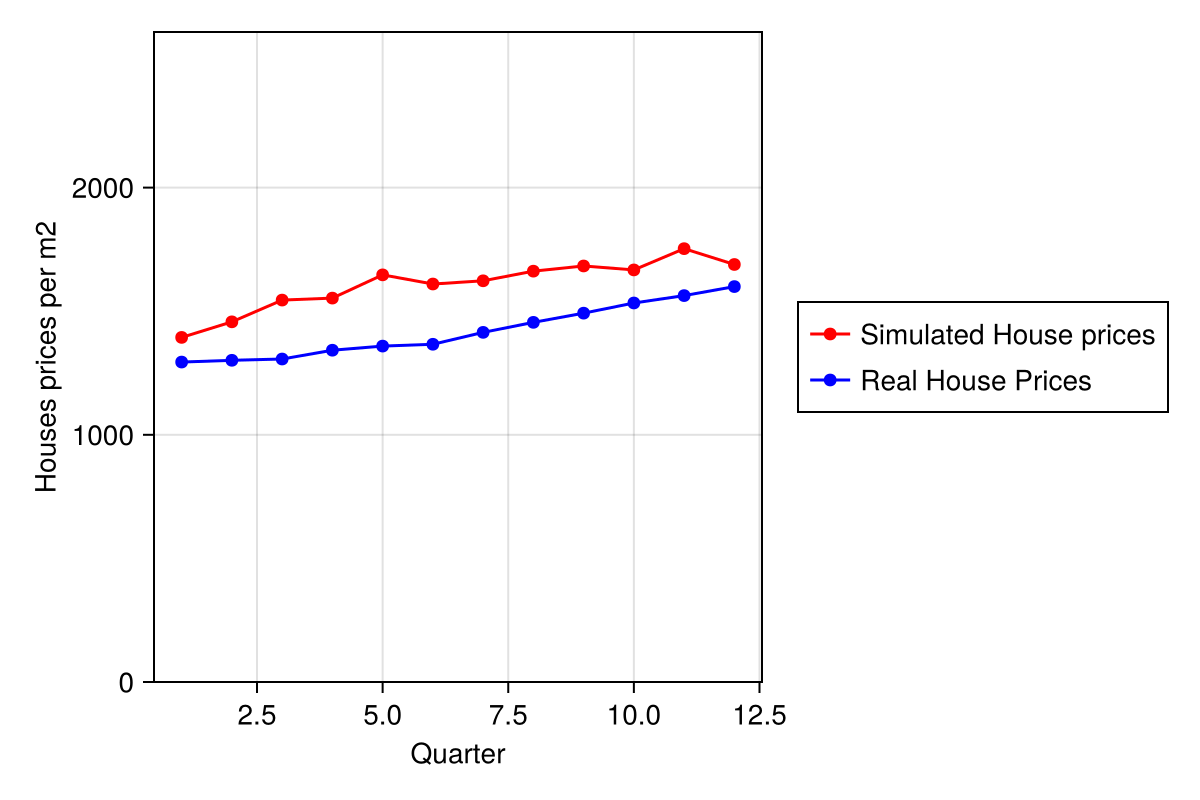 Houses prices per m2
2000
1000
0
2.5 5.0 7.5 10.0 12.5
Quarter
Simulated House prices
Real House Prices